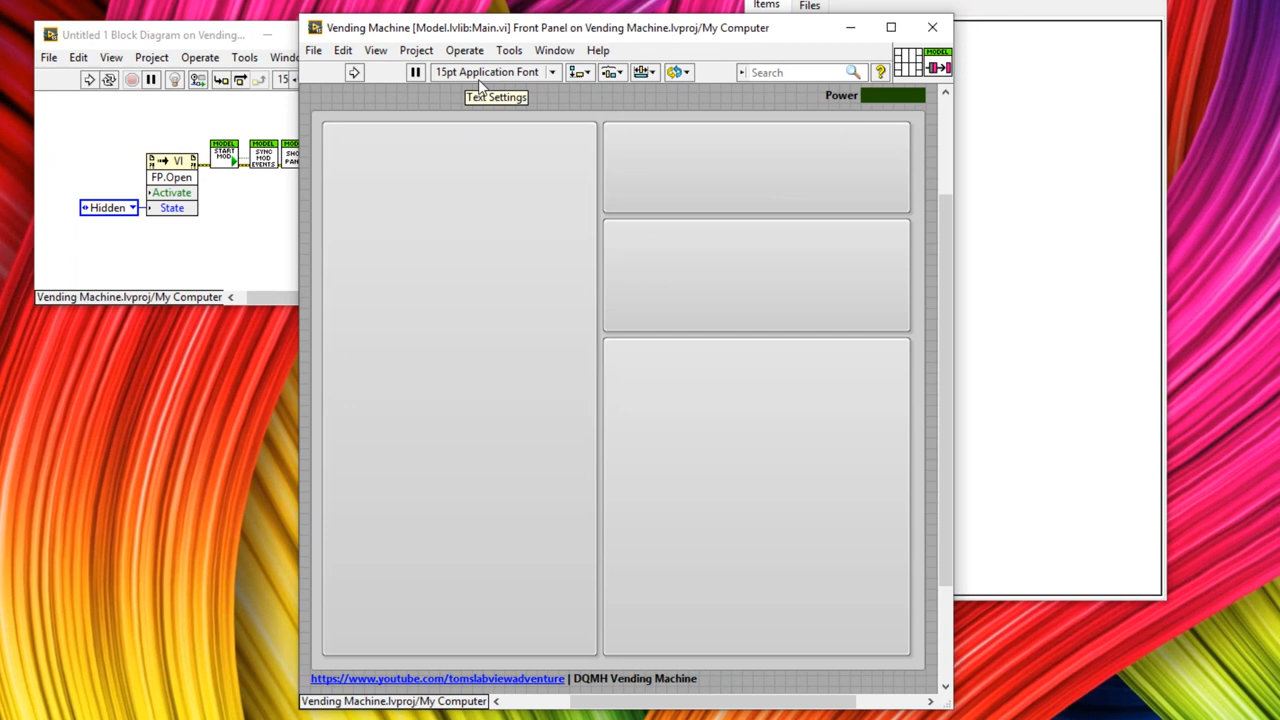 Items Files
Untitled 1 Block Diagram on Vending...
File Edit View Project Operate Tools Windo
15
MODEL
START
MOD
MODEL
SYNC
MOD
EVENTS
MOD
SHO
PAN
VI
FP.Open
Activate
Hidden
State
Vending Machine.lvproj/My Computer
Vending Machine [Model.lvlib:Main.vi] Front Panel on Vending Machine.lvproj/My Computer
File Edit View Project Operate Tools Window Help
15pt Application Font
Search
?
MODEL
Text Settings
Power
https://www.youtube.com/tomslabviewadventure | DQMH Vending Machine
Vending Machine.lvproj/My Computer